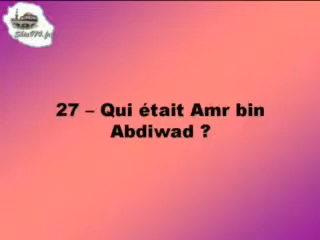 27 – Qui était Amr bin
Abdiwad ?